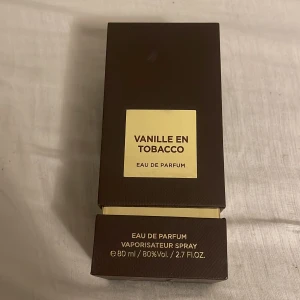 VANILLE EN
TOBACCO
EAU DE PARFUM
EAU DE PARFUM
VAPORISATEUR SPRAY
℮80 ml / 80%Vol. / 2.7 Fl.OZ.